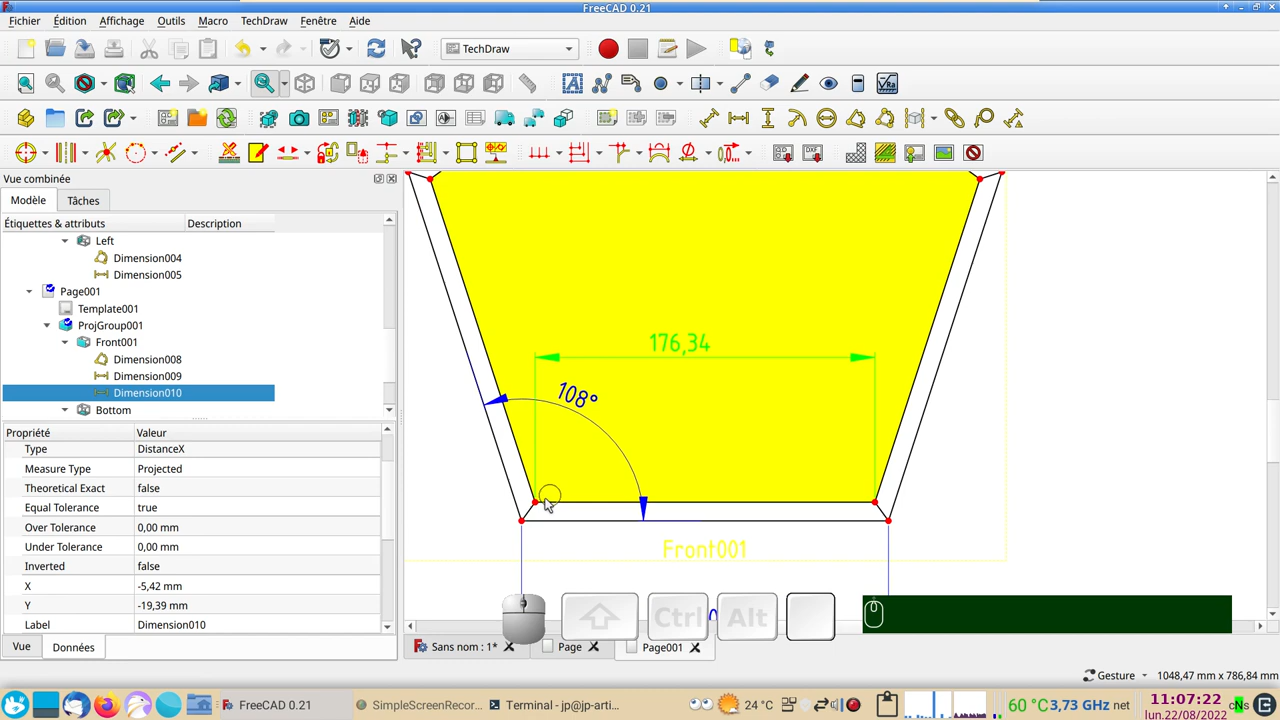 FreeCAD 0.21
Fichier Édition Affichage Outils Macro TechDraw Fenêtre Aide
TechDraw
Vue combinée
Modèle Tâches
Étiquettes & attributs Description
Left
Dimension004
Dimension005
Page001
Template001
ProjGroup001
Front001
Dimension008
Dimension009
Dimension010
Bottom
Propriété Valeur
Type DistanceX
Measure Type Projected
Theoretical Exact false
Equal Tolerance true
Over Tolerance 0,00 mm
Under Tolerance 0,00 mm
Inverted false
X -5,42 mm
Y -19,39 mm
Label Dimension010
Vue Données
176,34
108°
Front001
Ctrl Alt
Sans nom : 1* Page Page001
Gesture 1048,47 mm x 786,84 mm
FreeCAD 0.21 SimpleScreenRecor... Terminal - jp@jp-arti...
24 °C
60 °C 3,73 GHz net
11:07:22
lun.22/08/2022